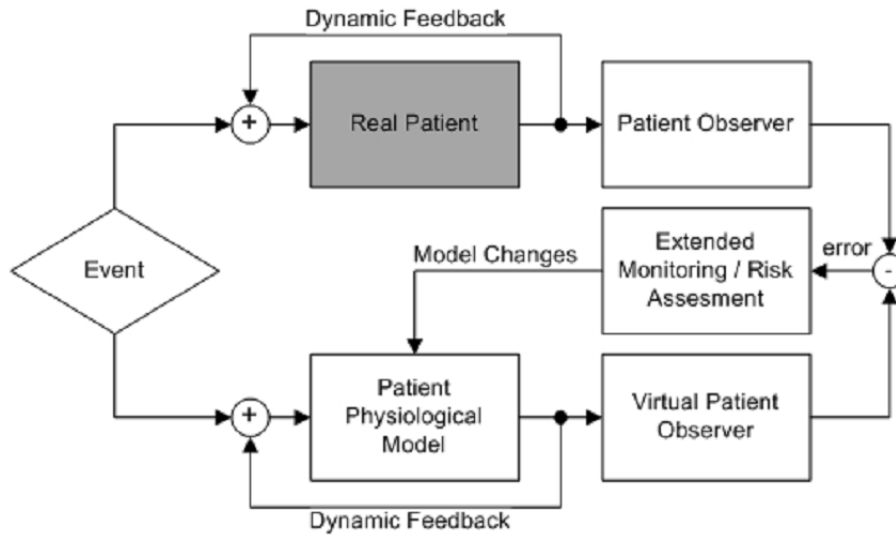 Dynamic Feedback
+
Real Patient
Patient Observer
Event
Model Changes
Extended
Monitoring / Risk
Assesment
error
-
+
Patient
Physiological
Model
Virtual Patient
Observer
Dynamic Feedback